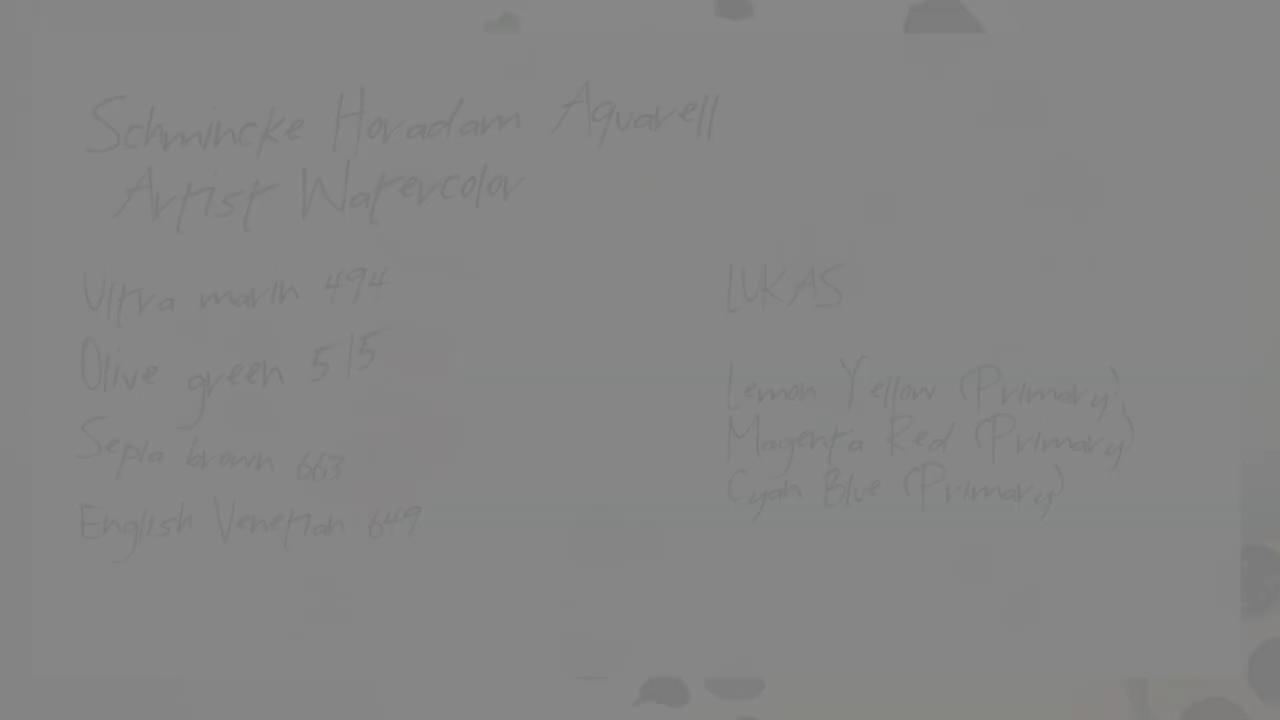 Schmincke Horadam Aquarell
Artist Watercolor
Ultra marin 494
Olive green 515
Sepia brown 663
English Venetian 649
LUKAS
Lemon Yellow (Primary)
Magenta Red (Primary)
Cyan Blue (Primary)